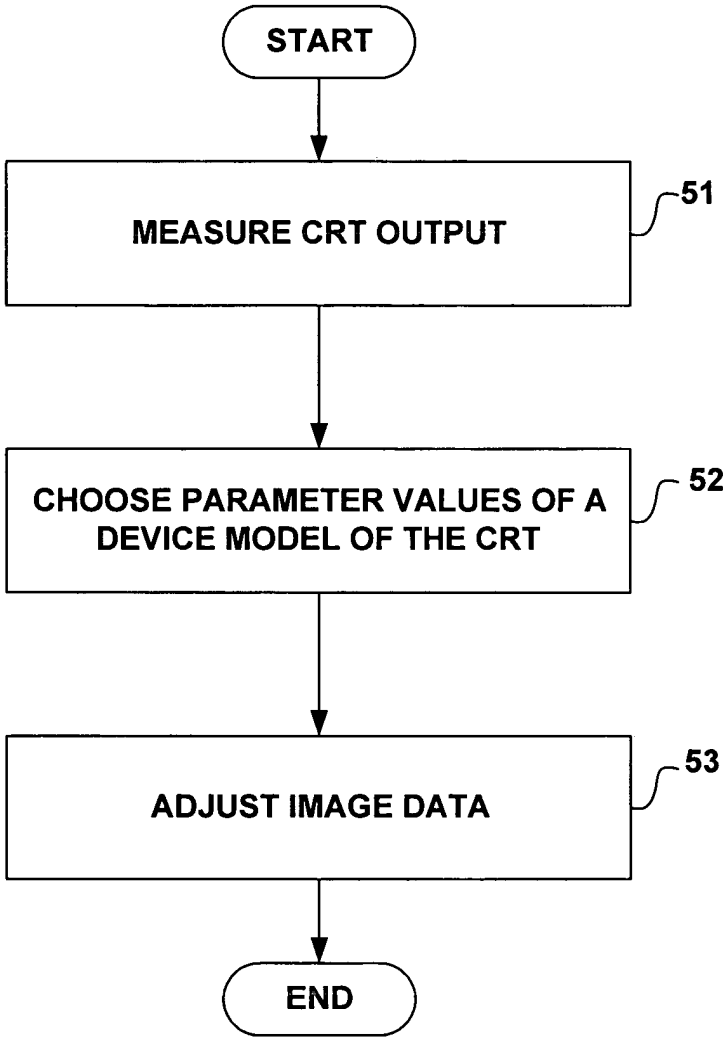 START
MEASURE CRT OUTPUT
51
CHOOSE PARAMETER VALUES OF A
DEVICE MODEL OF THE CRT
52
ADJUST IMAGE DATA
53
END